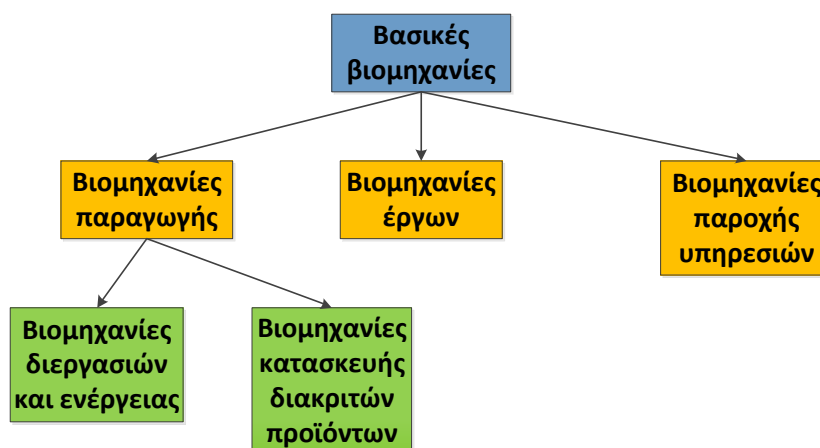 Βασικές
βιομηχανίες
Βιομηχανίες
παραγωγής
Βιομηχανίες
έργων
Βιομηχανίες
παροχής
υπηρεσιών
Βιομηχανίες
διεργασιών
και ενέργειας
Βιομηχανίες
κατασκευής
διακριτών
προϊόντων